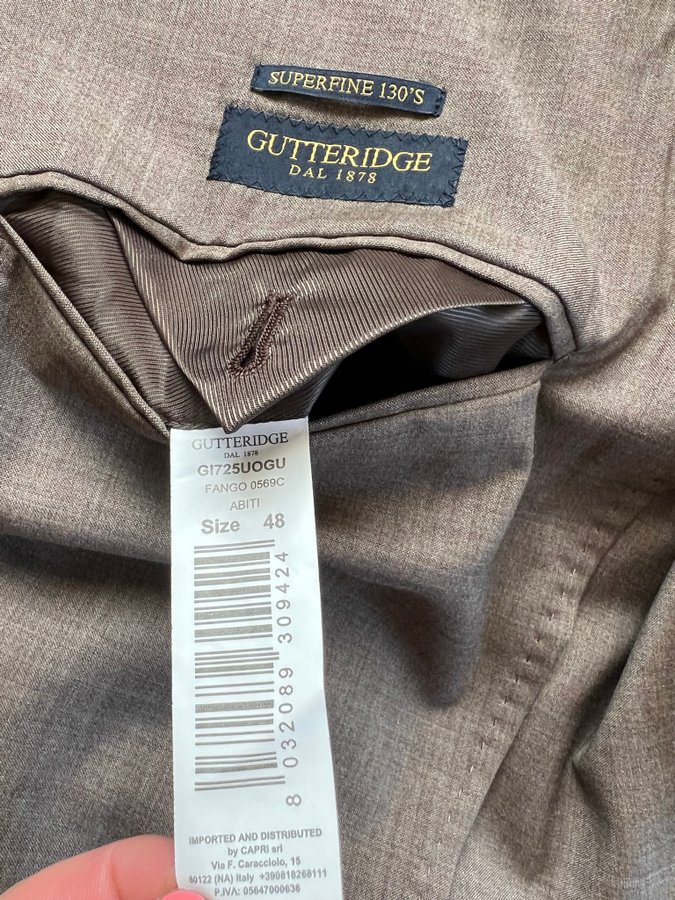 SUPERFINE 130'S
GUTTERIDGE
DAL 1878
GUTTERIDGE
DAL 1878
GI725UOGU
FANGO 0569C
ABITI
Size 48
8 032089 309424
IMPORTED AND DISTRIBUTED
by CAPRI srl
Via F. Caracciolo, 15
80122 (NA) Italy +390818268111
P.IVA: 05647000636